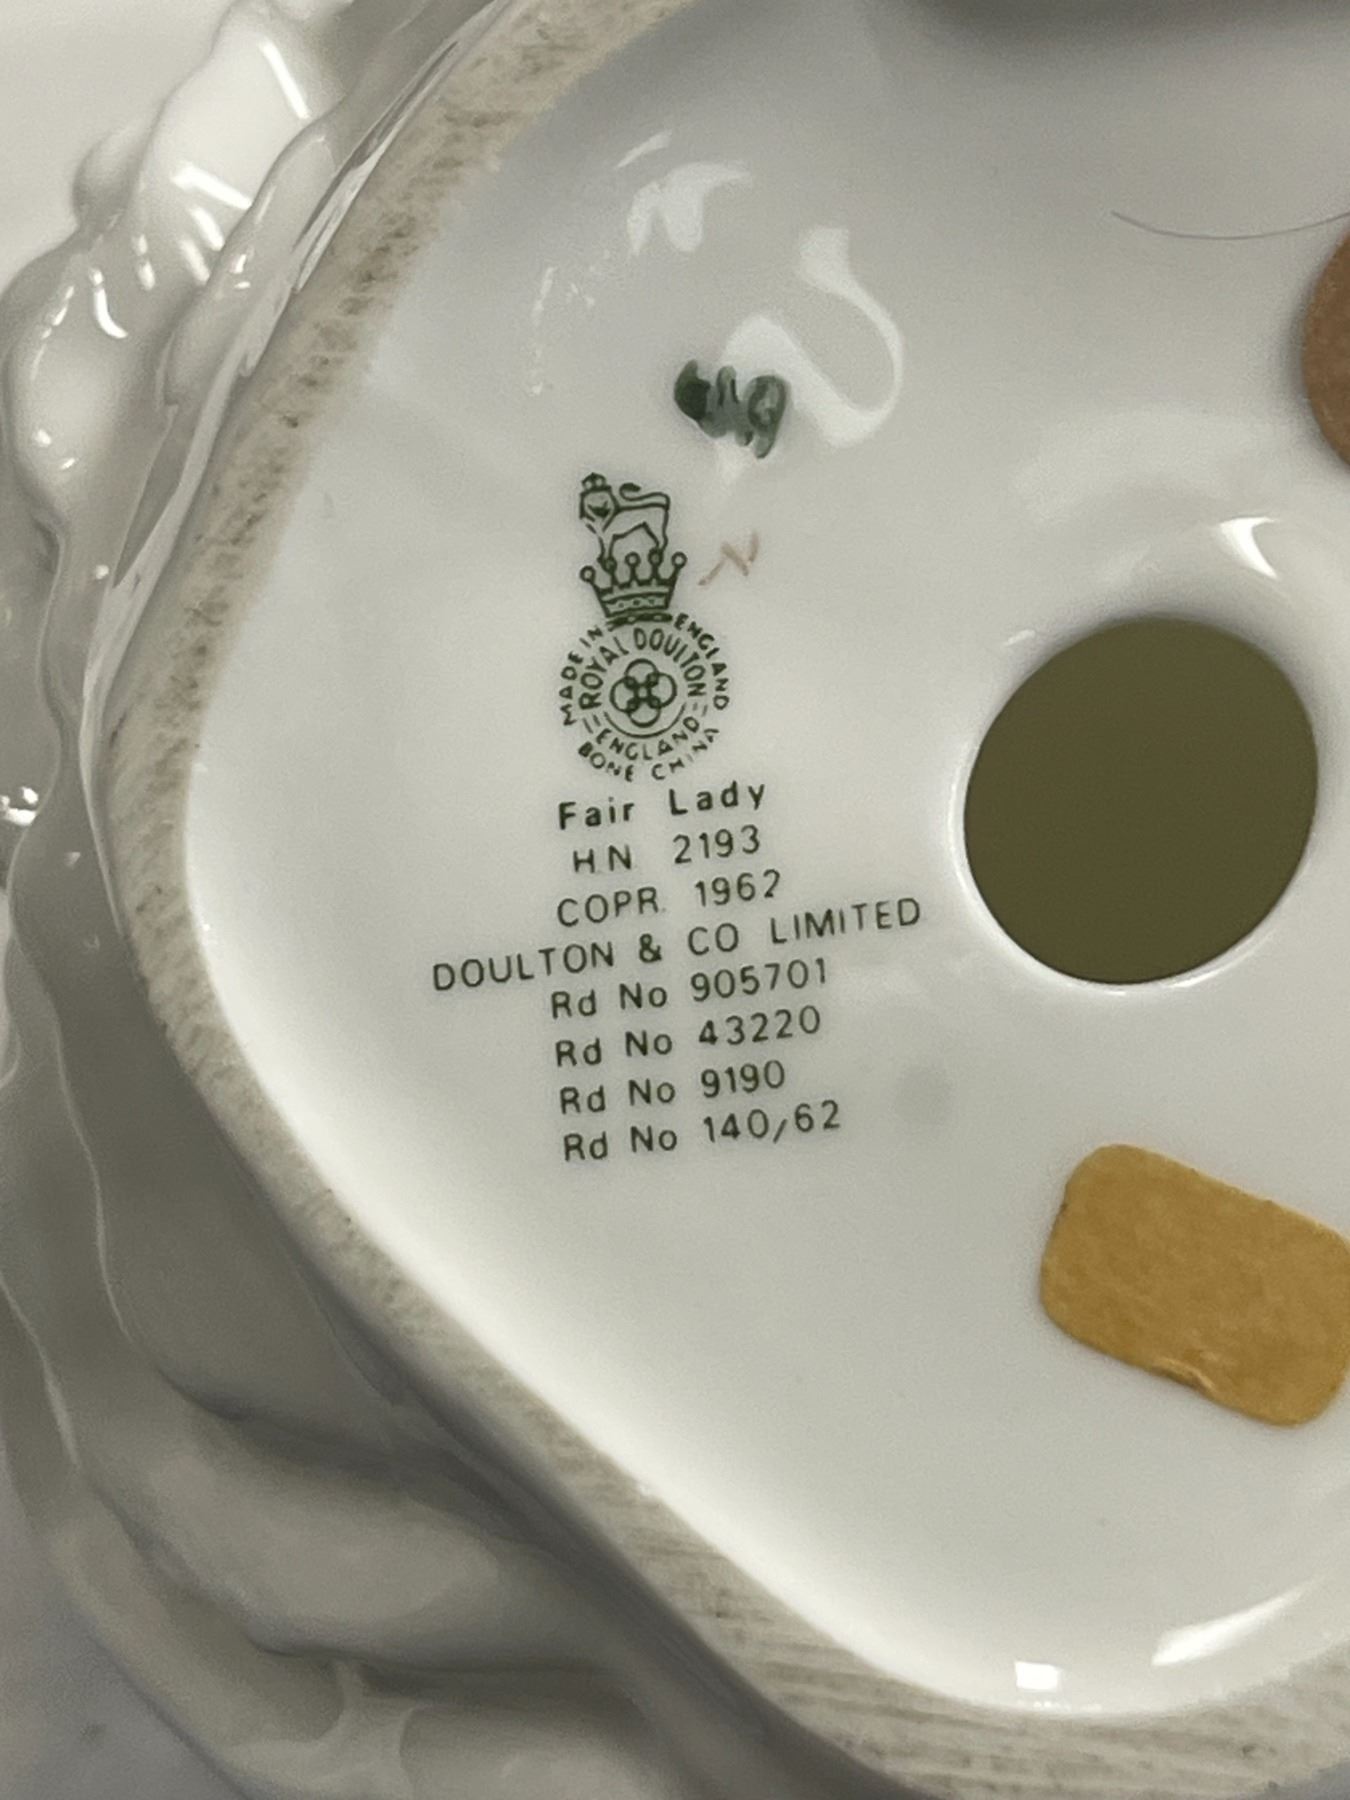 MADE IN ENGLAND
ROYAL DOULTON
ENGLAND
BONE CHINA
Fair Lady
H.N 2193
COPR. 1962
DOULTON & CO LIMITED
Rd No 905701
Rd No 43220
Rd No 9190
Rd No 140/62